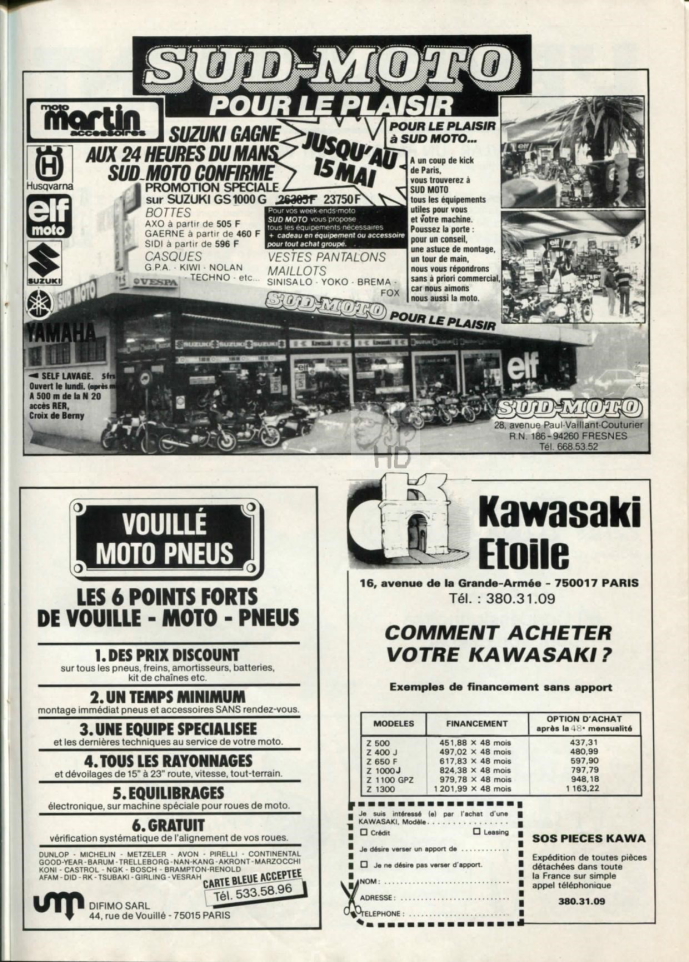 SUD-MOTO
POUR LE PLAISIR
moto
martin
accessoires
Husqvarna
elf
moto
SUZUKI
YAMAHA
SUZUKI GAGNE
AUX 24 HEURES DU MANS
SUD MOTO CONFIRME
PROMOTION SPECIALE
sur SUZUKI GS 1000 G 26305F 23750 F
JUSQU'AU
15 MAI
BOTTES
AXO à partir de 505 F
GAERNE à partir de 460 F
SIDI à partir de 596 F
CASQUES
G.P.A. - KIWI - NOLAN
- TECHNO - etc...
Pour vos week-ends-moto
SUD MOTO vous propose
tous les équipements nécessaires
+ cadeau en équipement ou accessoire
pour tout achat groupé.
VESTES PANTALONS
MAILLOTS
SINISALO - YOKO - BREMA -
FOX
SUD-MOTO POUR LE PLAISIR
POUR LE PLAISIR
à SUD MOTO...
A un coup de kick
de Paris,
vous trouverez à
SUD MOTO
tous les équipements
utiles pour vous
et votre machine.
Poussez la porte :
pour un conseil,
une astuce de montage,
un tour de main,
nous vous répondrons
sans à priori commercial,
car nous aimons
nous aussi la moto.
SUD MOTO
VESPA
SUZUKI
SUZUKI
Kawasaki
elf
◄ SELF LAVAGE. 5frs
Ouvert le lundi. (après m
A 500 m de la N 20
accès RER,
Croix de Berny
SUD-MOTO
28, avenue Paul-Vaillant-Couturier
R.N. 186 - 94260 FRESNES
Tél. 668.53.52
HD
VOUILLÉ
MOTO PNEUS
LES 6 POINTS FORTS
DE VOUILLE - MOTO - PNEUS
1. DES PRIX DISCOUNT
sur tous les pneus, freins, amortisseurs, batteries,
kit de chaînes etc.
2. UN TEMPS MINIMUM
montage immédiat pneus et accessoires SANS rendez-vous.
3. UNE EQUIPE SPECIALISEE
et les dernières techniques au service de votre moto.
4. TOUS LES RAYONNAGES
et dévoilages de 15" à 23" route, vitesse, tout-terrain.
5. EQUILIBRAGES
électronique, sur machine spéciale pour roues de moto.
6. GRATUIT
vérification systématique de l'alignement de vos roues.
DUNLOP - MICHELIN - METZELER - AVON - PIRELLI - CONTINENTAL
GOOD-YEAR - BARUM - TRELLEBORG - NAN-KANG - AKRONT - MARZOCCHI
KONI - CASTROL - NGK - BOSCH - BRAMPTON-RENOLD
AFAM - DID - RK - TSUBAKI - GIRLING - VESRAH
CARTE BLEUE ACCEPTEE
Tél. 533.58.96
DIFIMO SARL
44, rue de Vouillé - 75015 PARIS
Kawasaki
Etoile
16, avenue de la Grande-Armée - 750017 PARIS
Tél. : 380.31.09
COMMENT ACHETER
VOTRE KAWASAKI ?
Exemples de financement sans apport
MODELES FINANCEMENT OPTION D'ACHAT
après la 48e mensualité
Z 500 451,88 × 48 mois 437,31
Z 400 J 497,02 × 48 mois 480,99
Z 650 F 617,83 × 48 mois 597,90
Z 1000 J 824,38 × 48 mois 797,79
Z 1100 GPZ 979,78 × 48 mois 948,18
Z 1300 1 201,99 × 48 mois 1 163,22
Je suis intéressé (e) par l'achat d'une
KAWASAKI, Modèle
Crédit Leasing
Je désire verser un apport de
Je ne désire pas verser d'apport.
NOM :
ADRESSE :
TELEPHONE :
SOS PIECES KAWA
Expédition de toutes pièces
détachées dans toute
la France sur simple
appel téléphonique
380.31.09